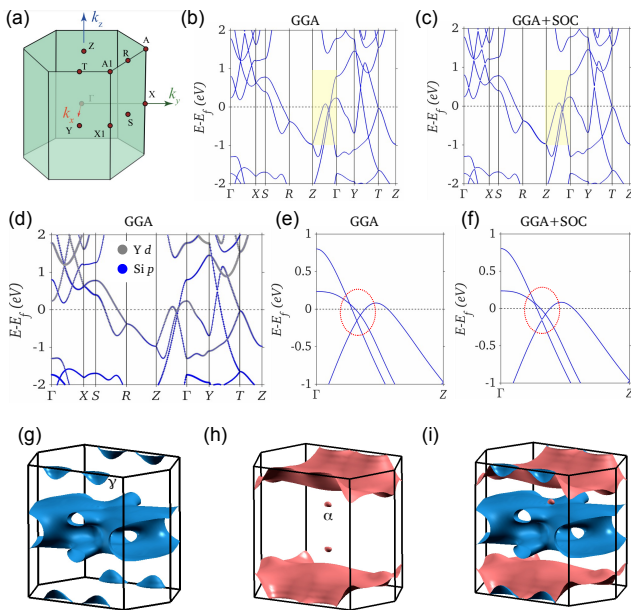 (a)
k_z
Z
A
R
T
A1
Γ
k_y
X
k_x
S
Y
X1
(b)
GGA
E-E_f (eV)
2
1
0
-1
-2
Γ X S R Z Γ Y T Z
(c)
GGA+SOC
E-E_f (eV)
2
1
0
-1
-2
Γ X S R Z Γ Y T Z
(d)
GGA
Y d
Si p
E-E_f (eV)
2
1
0
-1
-2
Γ X S R Z Γ Y T Z
(e)
GGA
E-E_f (eV)
1
0.5
0
-0.5
-1
Γ Z
(f)
GGA+SOC
E-E_f (eV)
1
0.5
0
-0.5
-1
Γ Z
(g)
γ
(h)
α
(i)